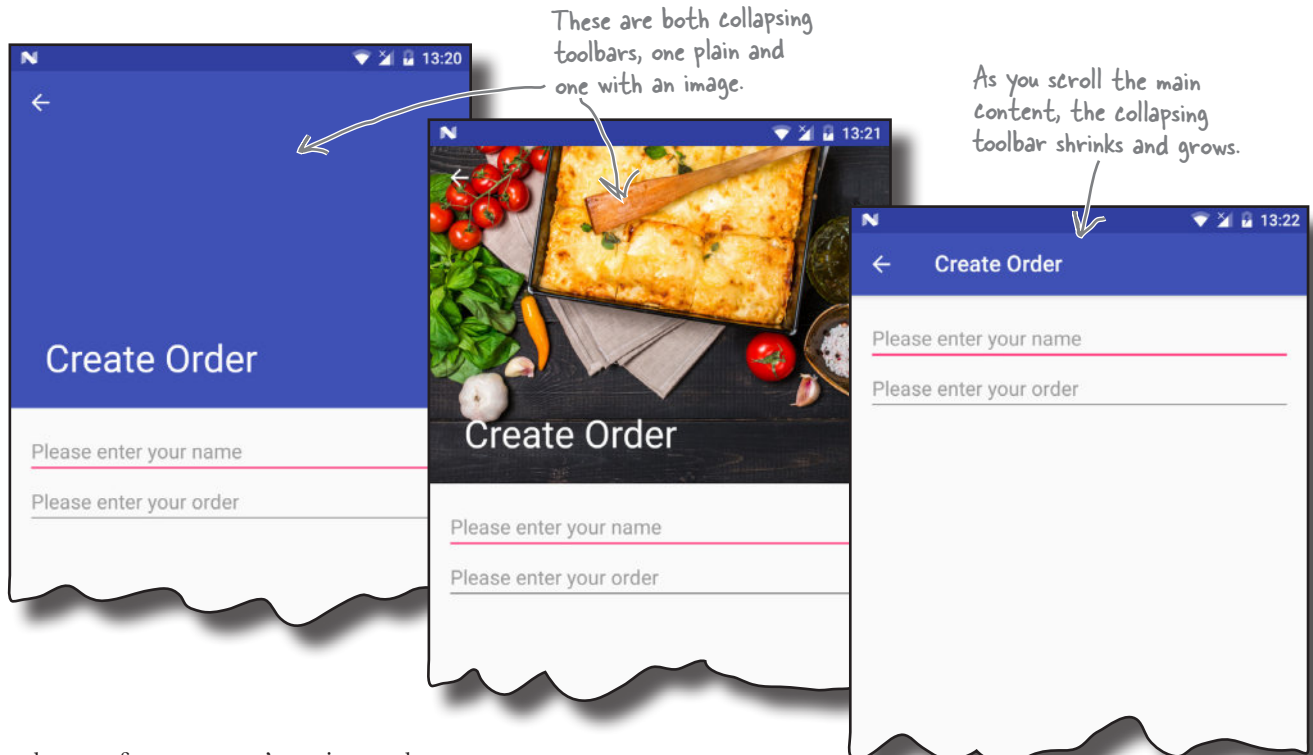 These are both collapsing
toolbars, one plain and
one with an image.
As you scroll the main
content, the collapsing
toolbar shrinks and grows.
13:20
Create Order
Please enter your name
Please enter your order
13:21
Create Order
Please enter your name
Please enter your order
13:22
Create Order
Please enter your name
Please enter your order